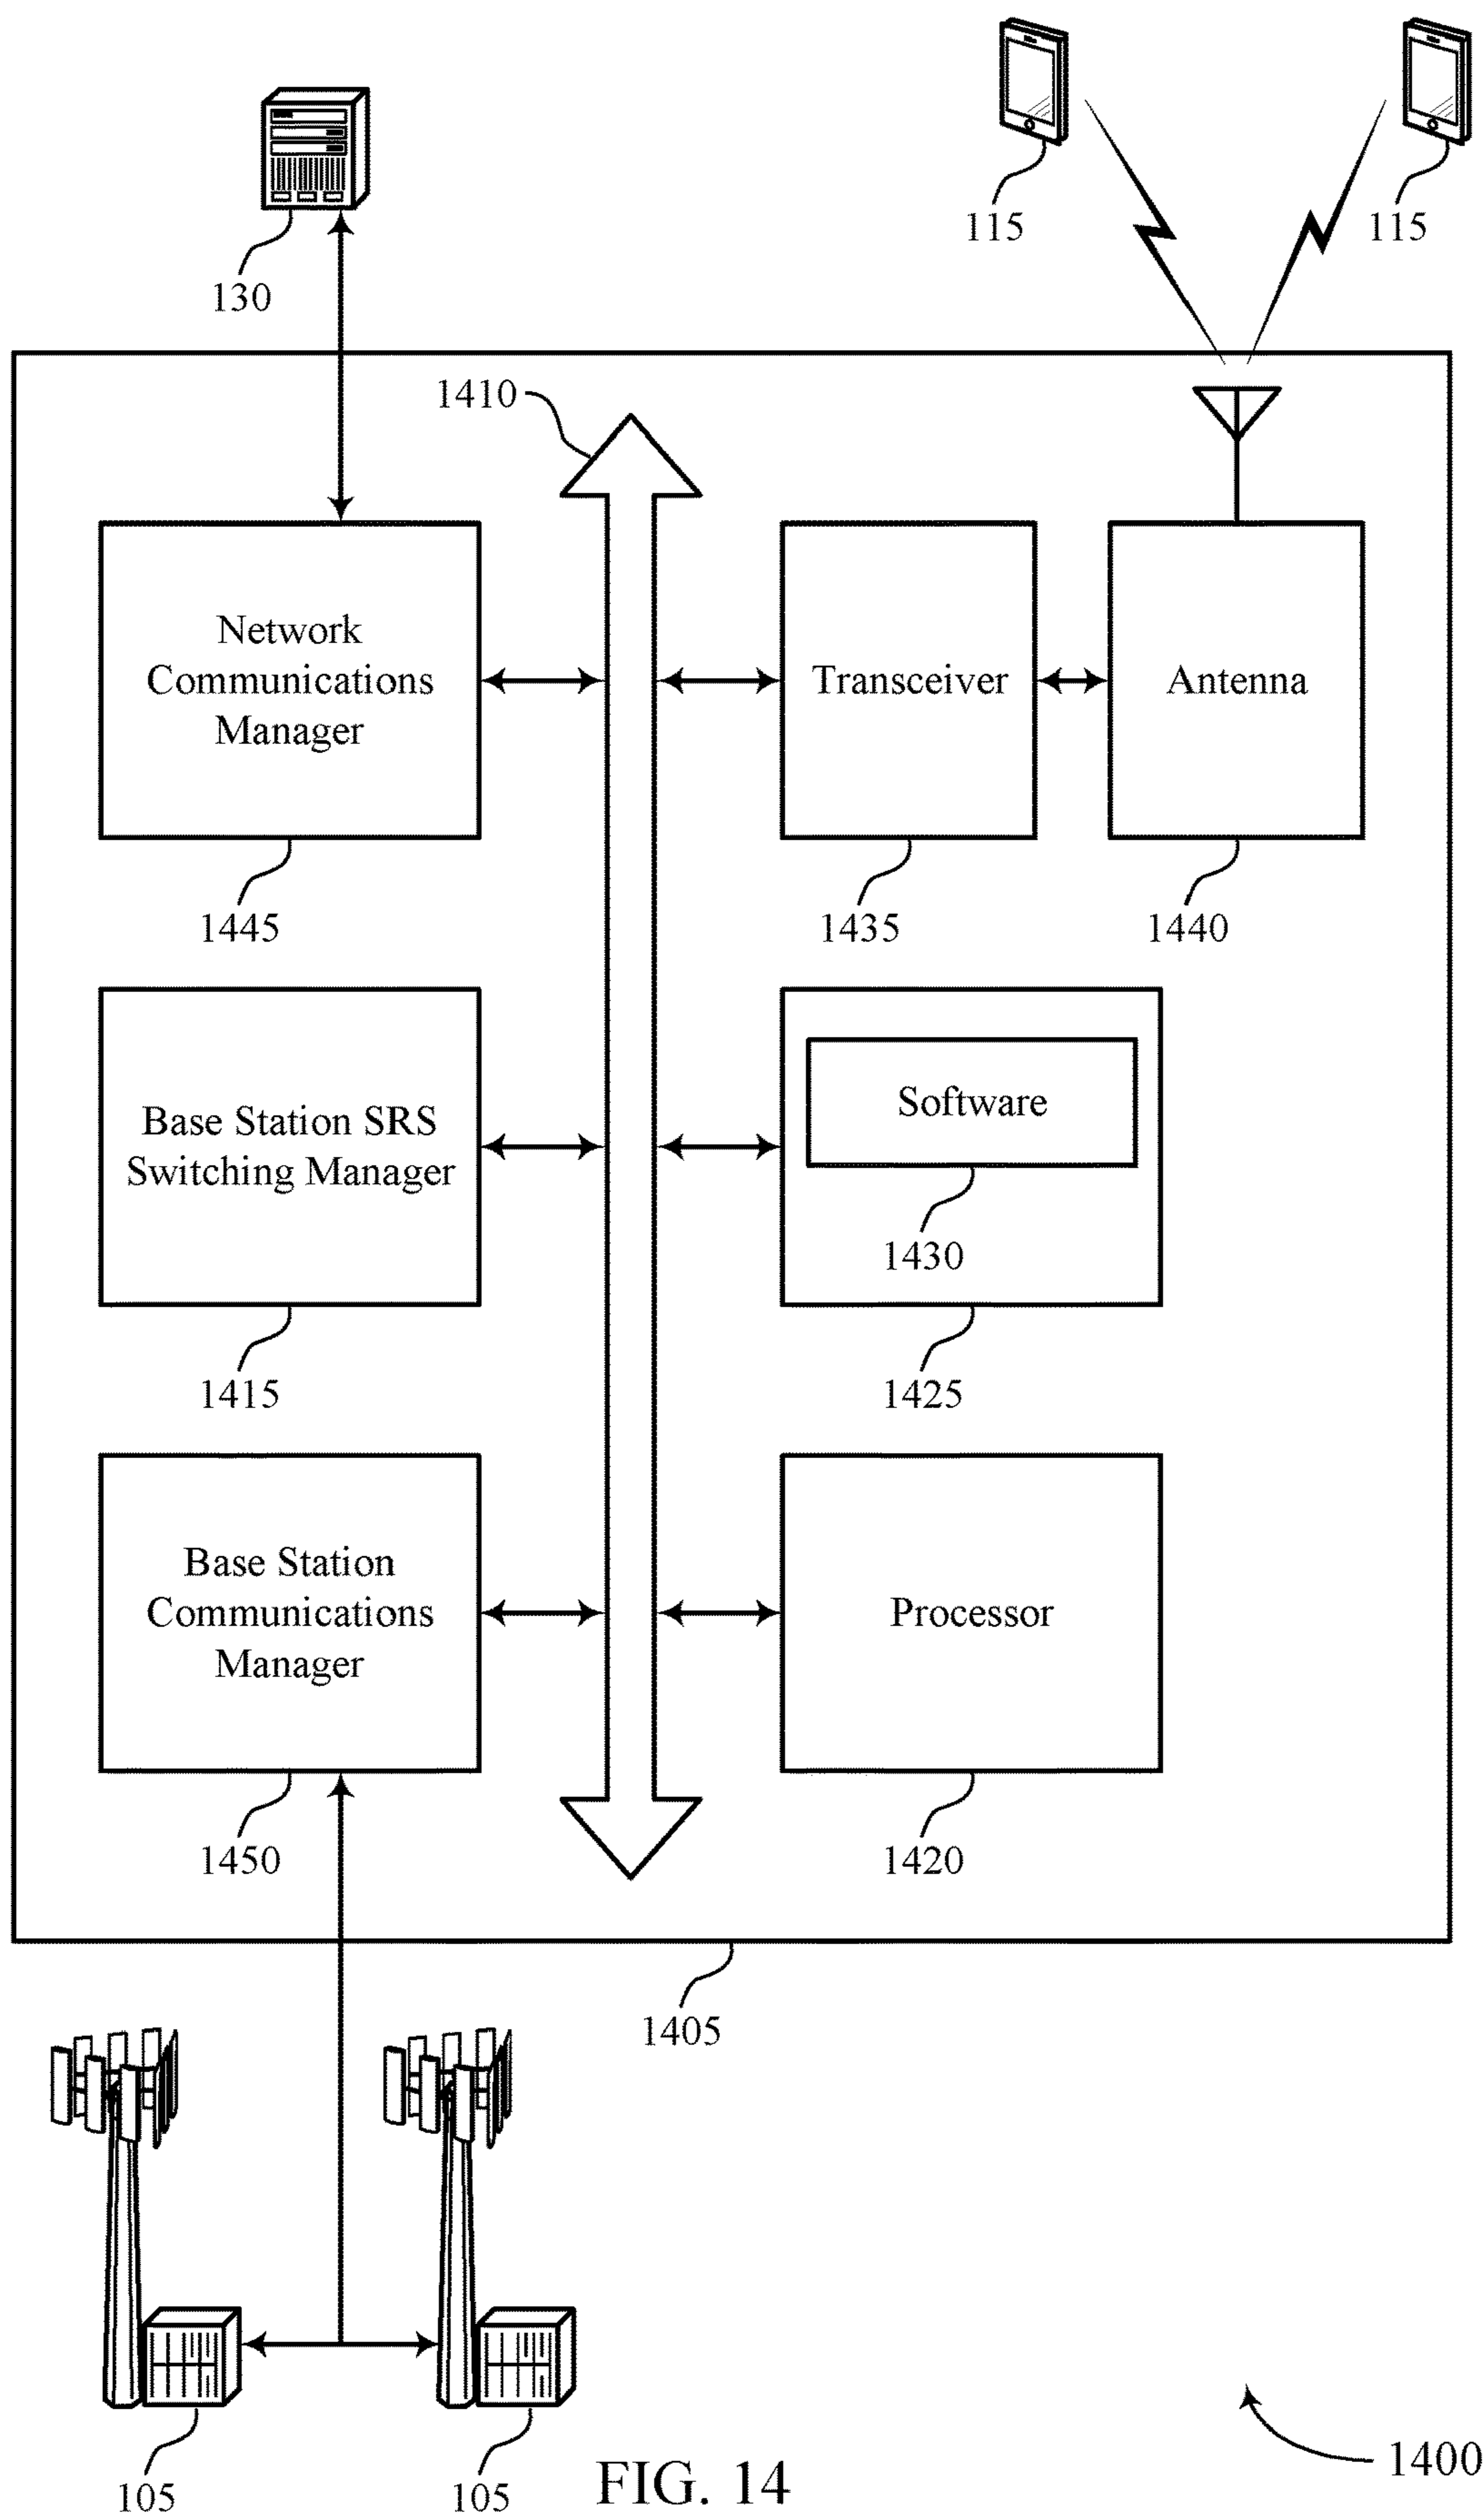 115
115
130
1410
Network
Communications
Manager
Transceiver
Antenna
1445
1435
1440
Base Station SRS
Switching Manager
Software
1430
1415
1425
Base Station
Communications
Manager
Processor
1450
1420
1405
105
105
FIG. 14
1400